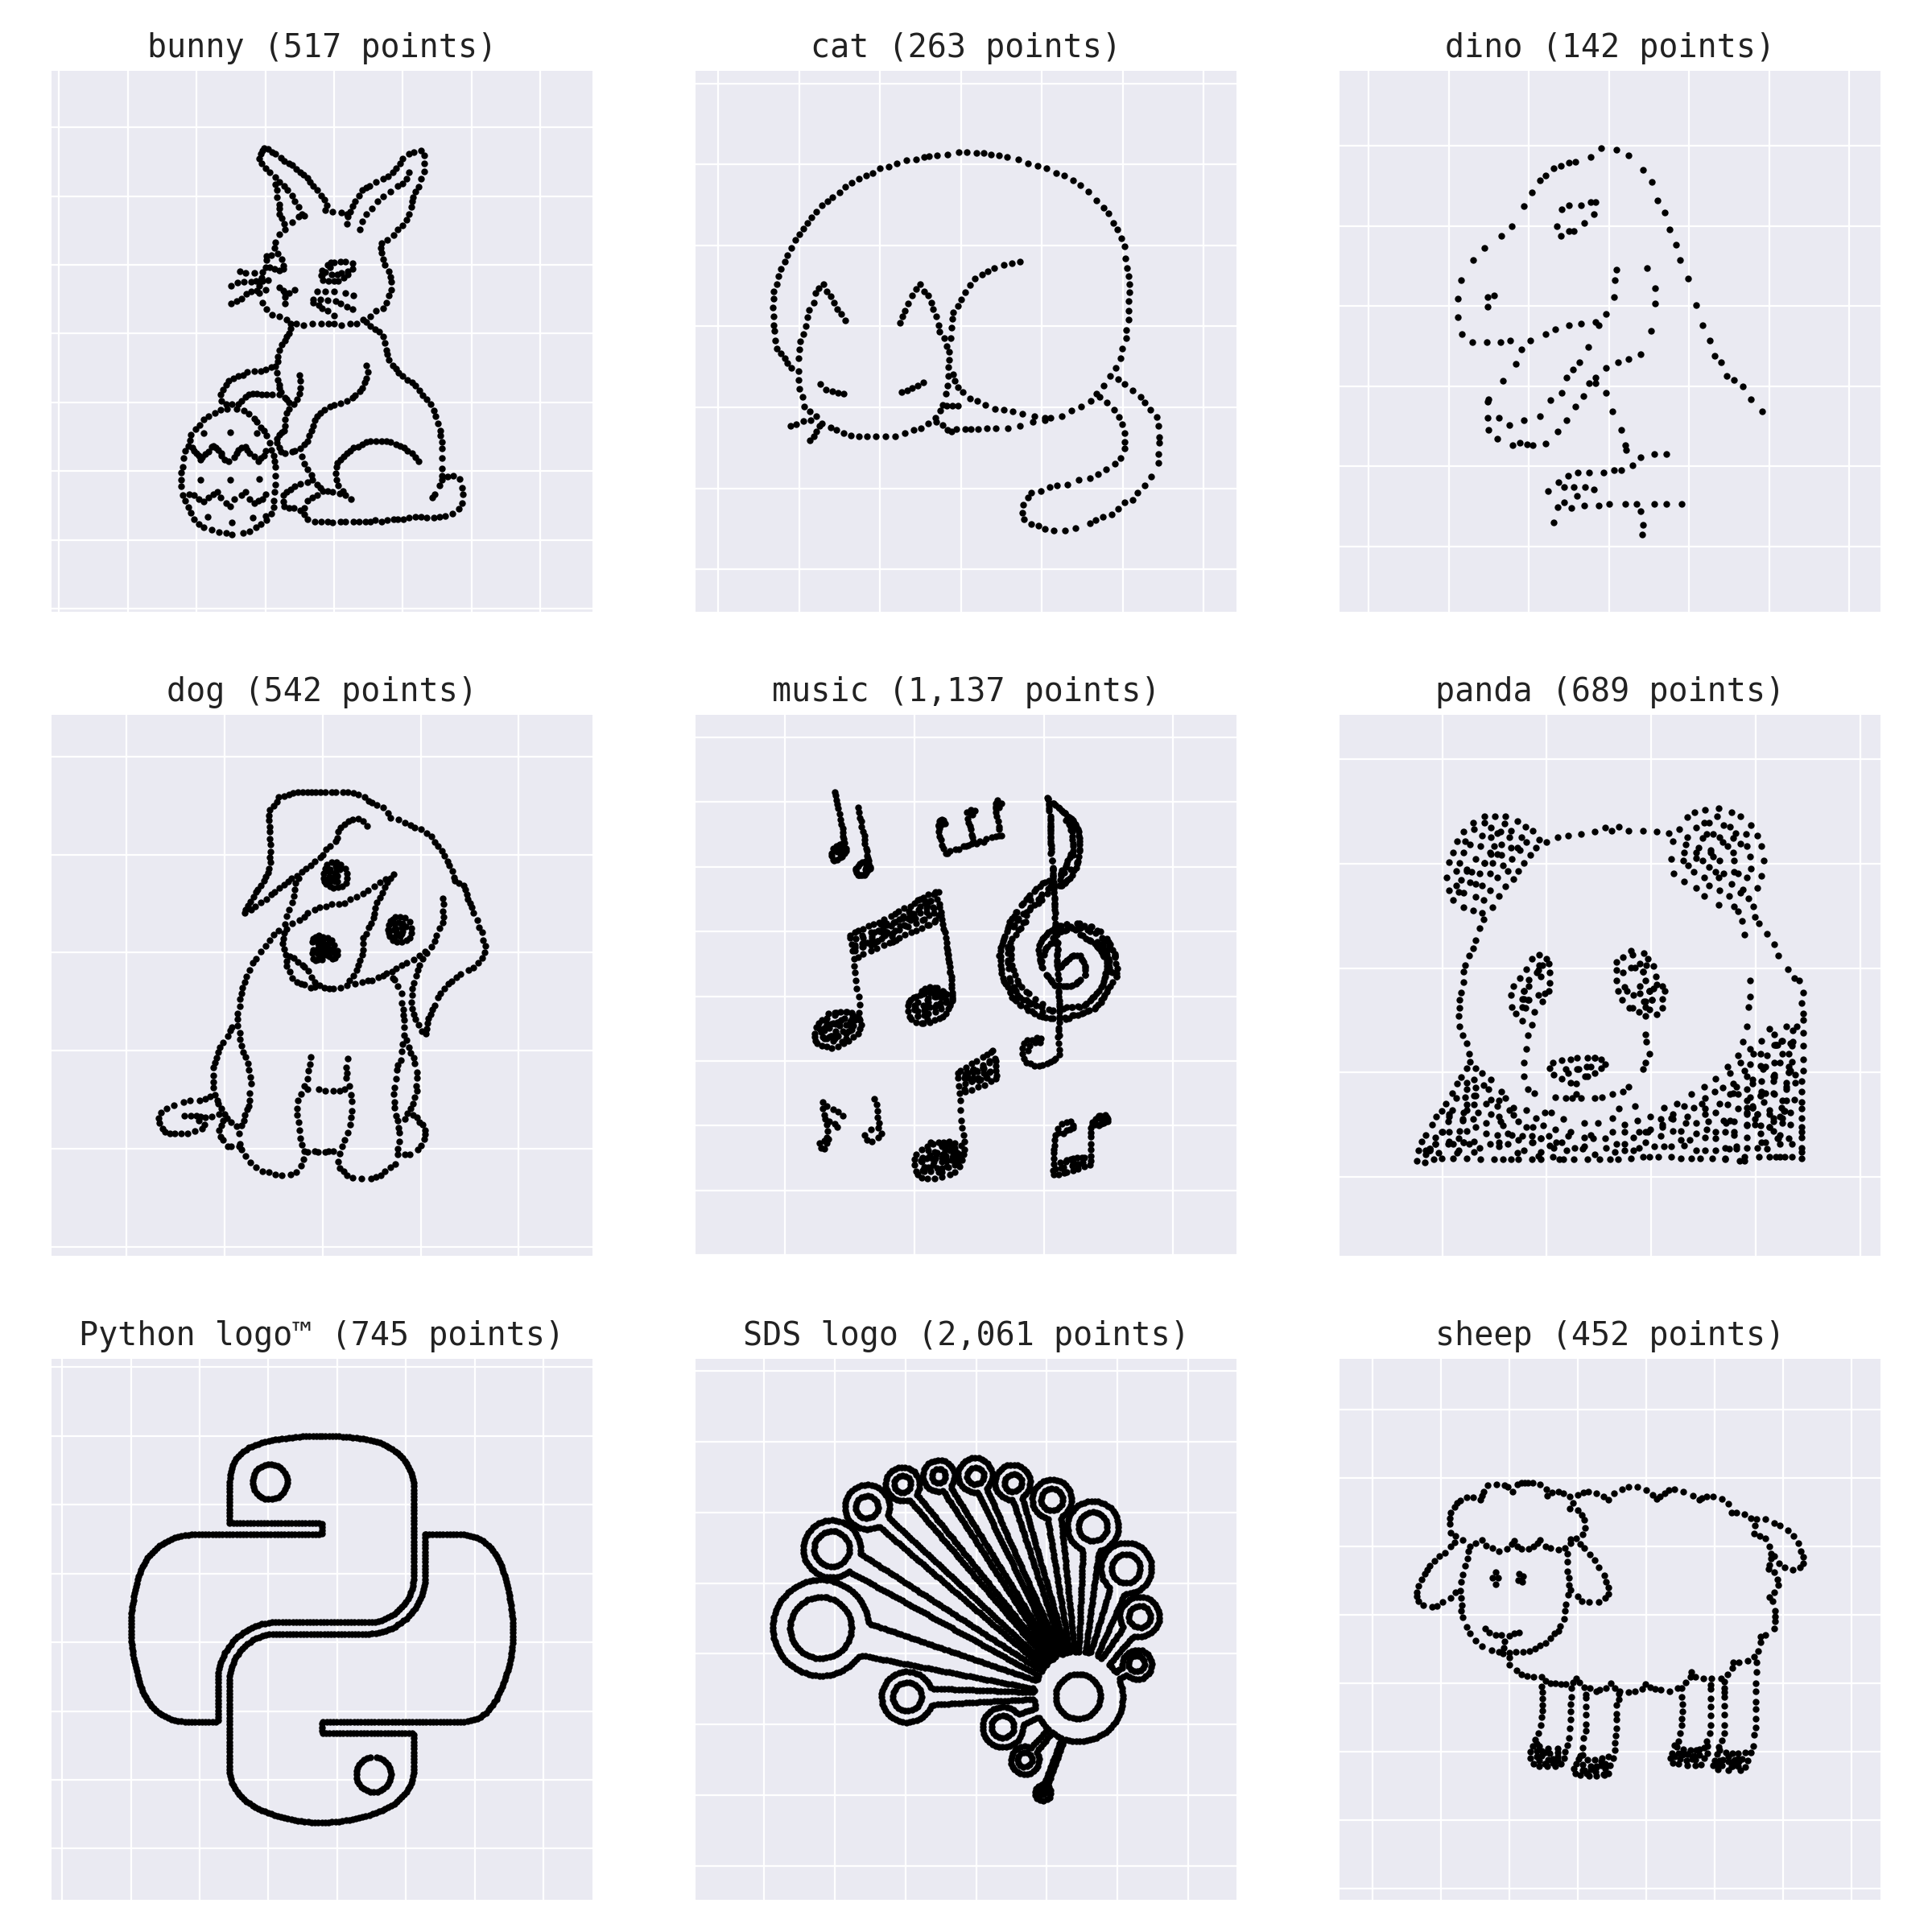 bunny (517 points)
cat (263 points)
dino (142 points)
dog (542 points)
music (1,137 points)
panda (689 points)
Python logo™ (745 points)
SDS logo (2,061 points)
sheep (452 points)